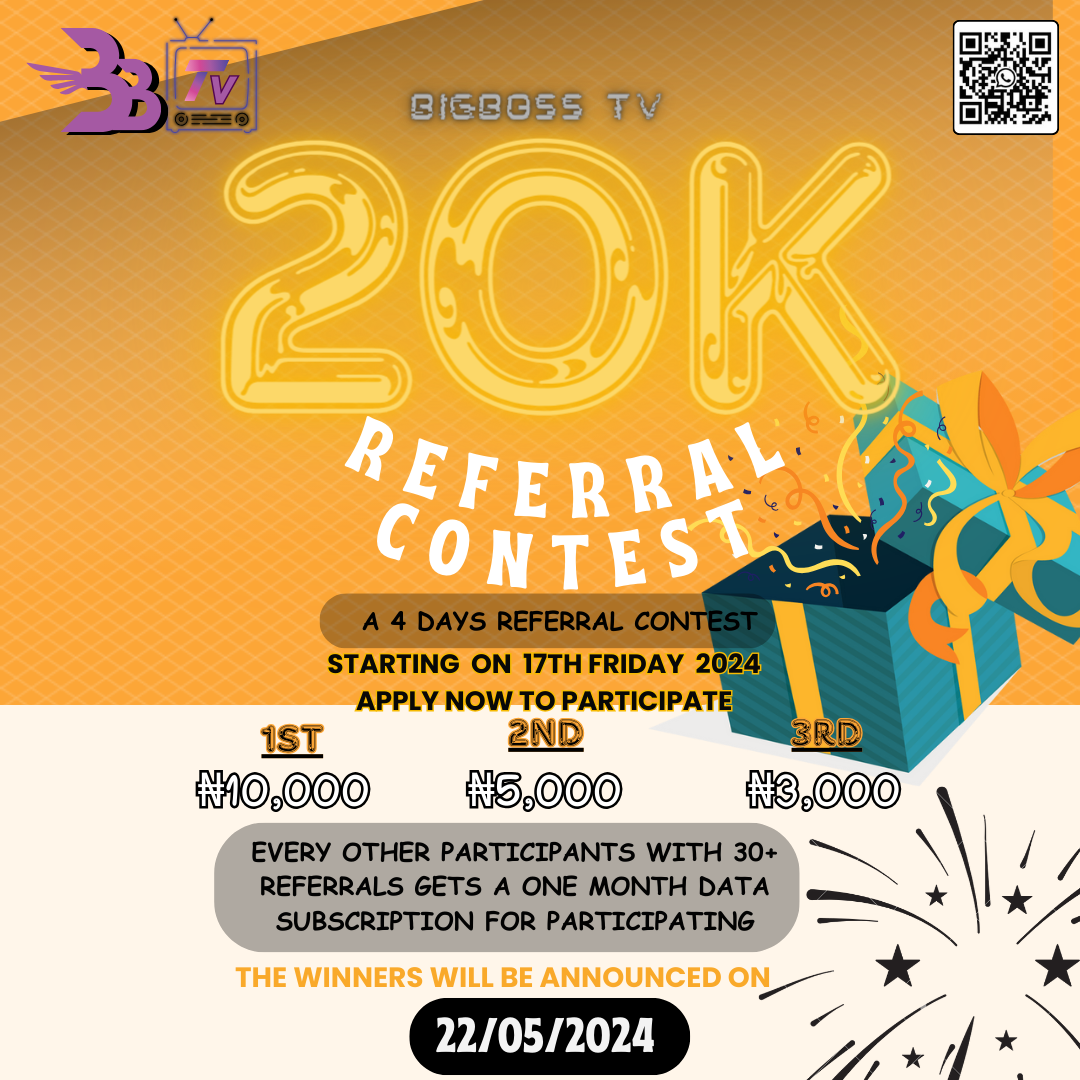 BB
TV
BIGBOSS TV
20K
REFERRAL
CONTEST
A 4 DAYS REFERRAL CONTEST
STARTING ON 17TH FRIDAY 2024
APPLY NOW TO PARTICIPATE
1ST
2ND
3RD
₦10,000
₦5,000
₦3,000
EVERY OTHER PARTICIPANTS WITH 30+
REFERRALS GETS A ONE MONTH DATA
SUBSCRIPTION FOR PARTICIPATING
THE WINNERS WILL BE ANNOUNCED ON
22/05/2024